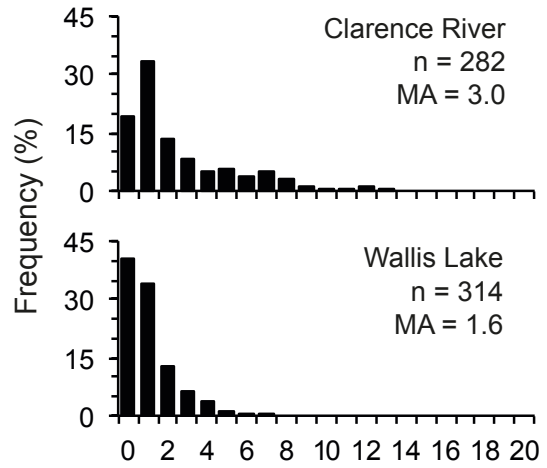 Frequency (%)
Clarence River
n = 282
MA = 3.0
45
30
15
0
Wallis Lake
n = 314
MA = 1.6
45
30
15
0
0 2 4 6 8 10 12 14 16 18 20